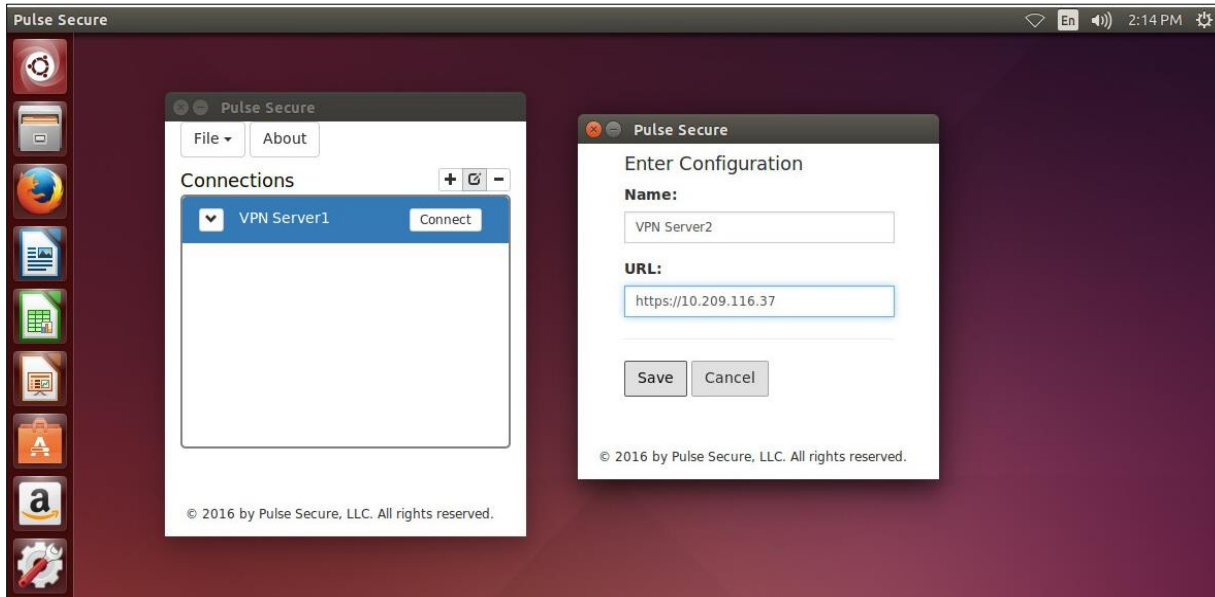 Pulse Secure
En
2:14 PM
Pulse Secure
File
About
Connections
VPN Server1
Connect
© 2016 by Pulse Secure, LLC. All rights reserved.
Pulse Secure
Enter Configuration
Name:
VPN Server2
URL:
https://10.209.116.37
Save
Cancel
© 2016 by Pulse Secure, LLC. All rights reserved.
a